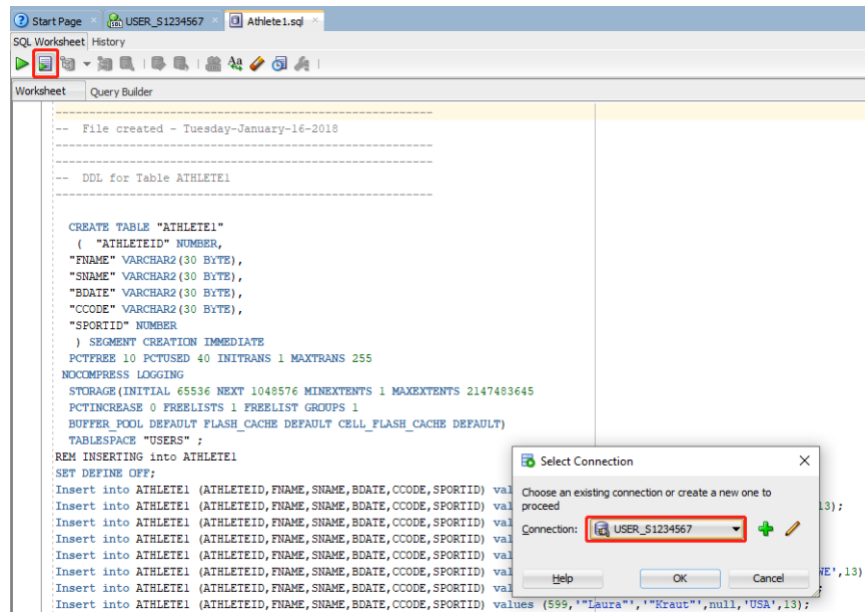 Start Page
USER_S1234567
Athlete1.sql
SQL Worksheet History
Worksheet Query Builder
--------------------------------------------------------
-- File created - Tuesday-January-16-2018
--------------------------------------------------------
--------------------------------------------------------
-- DDL for Table ATHLETE1
--------------------------------------------------------
CREATE TABLE "ATHLETE1"
( "ATHLETEID" NUMBER,
"FNAME" VARCHAR2(30 BYTE),
"SNAME" VARCHAR2(30 BYTE),
"BDATE" VARCHAR2(30 BYTE),
"CCODE" VARCHAR2(30 BYTE),
"SPORTID" NUMBER
) SEGMENT CREATION IMMEDIATE
PCTFREE 10 PCTUSED 40 INITRANS 1 MAXTRANS 255
NOCOMPRESS LOGGING
STORAGE(INITIAL 65536 NEXT 1048576 MINEXTENTS 1 MAXEXTENTS 2147483645
PCTINCREASE 0 FREELISTS 1 FREELIST GROUPS 1
BUFFER_POOL DEFAULT FLASH_CACHE DEFAULT CELL_FLASH_CACHE DEFAULT)
TABLESPACE "USERS" ;
REM INSERTING into ATHLETE1
SET DEFINE OFF;
Insert into ATHLETE1 (ATHLETEID,FNAME,SNAME,BDATE,CCODE,SPORTID) val
Insert into ATHLETE1 (ATHLETEID,FNAME,SNAME,BDATE,CCODE,SPORTID) val 13);
Insert into ATHLETE1 (ATHLETEID,FNAME,SNAME,BDATE,CCODE,SPORTID) val
Insert into ATHLETE1 (ATHLETEID,FNAME,SNAME,BDATE,CCODE,SPORTID) val
Insert into ATHLETE1 (ATHLETEID,FNAME,SNAME,BDATE,CCODE,SPORTID) val
Insert into ATHLETE1 (ATHLETEID,FNAME,SNAME,BDATE,CCODE,SPORTID) val WE',13)
Insert into ATHLETE1 (ATHLETEID,FNAME,SNAME,BDATE,CCODE,SPORTID) val ;
Insert into ATHLETE1 (ATHLETEID,FNAME,SNAME,BDATE,CCODE,SPORTID) values (599,'"Laura"','"Kraut"',null,'USA',13);
Select Connection
Choose an existing connection or create a new one to
proceed
Connection: USER_S1234567
Help OK Cancel